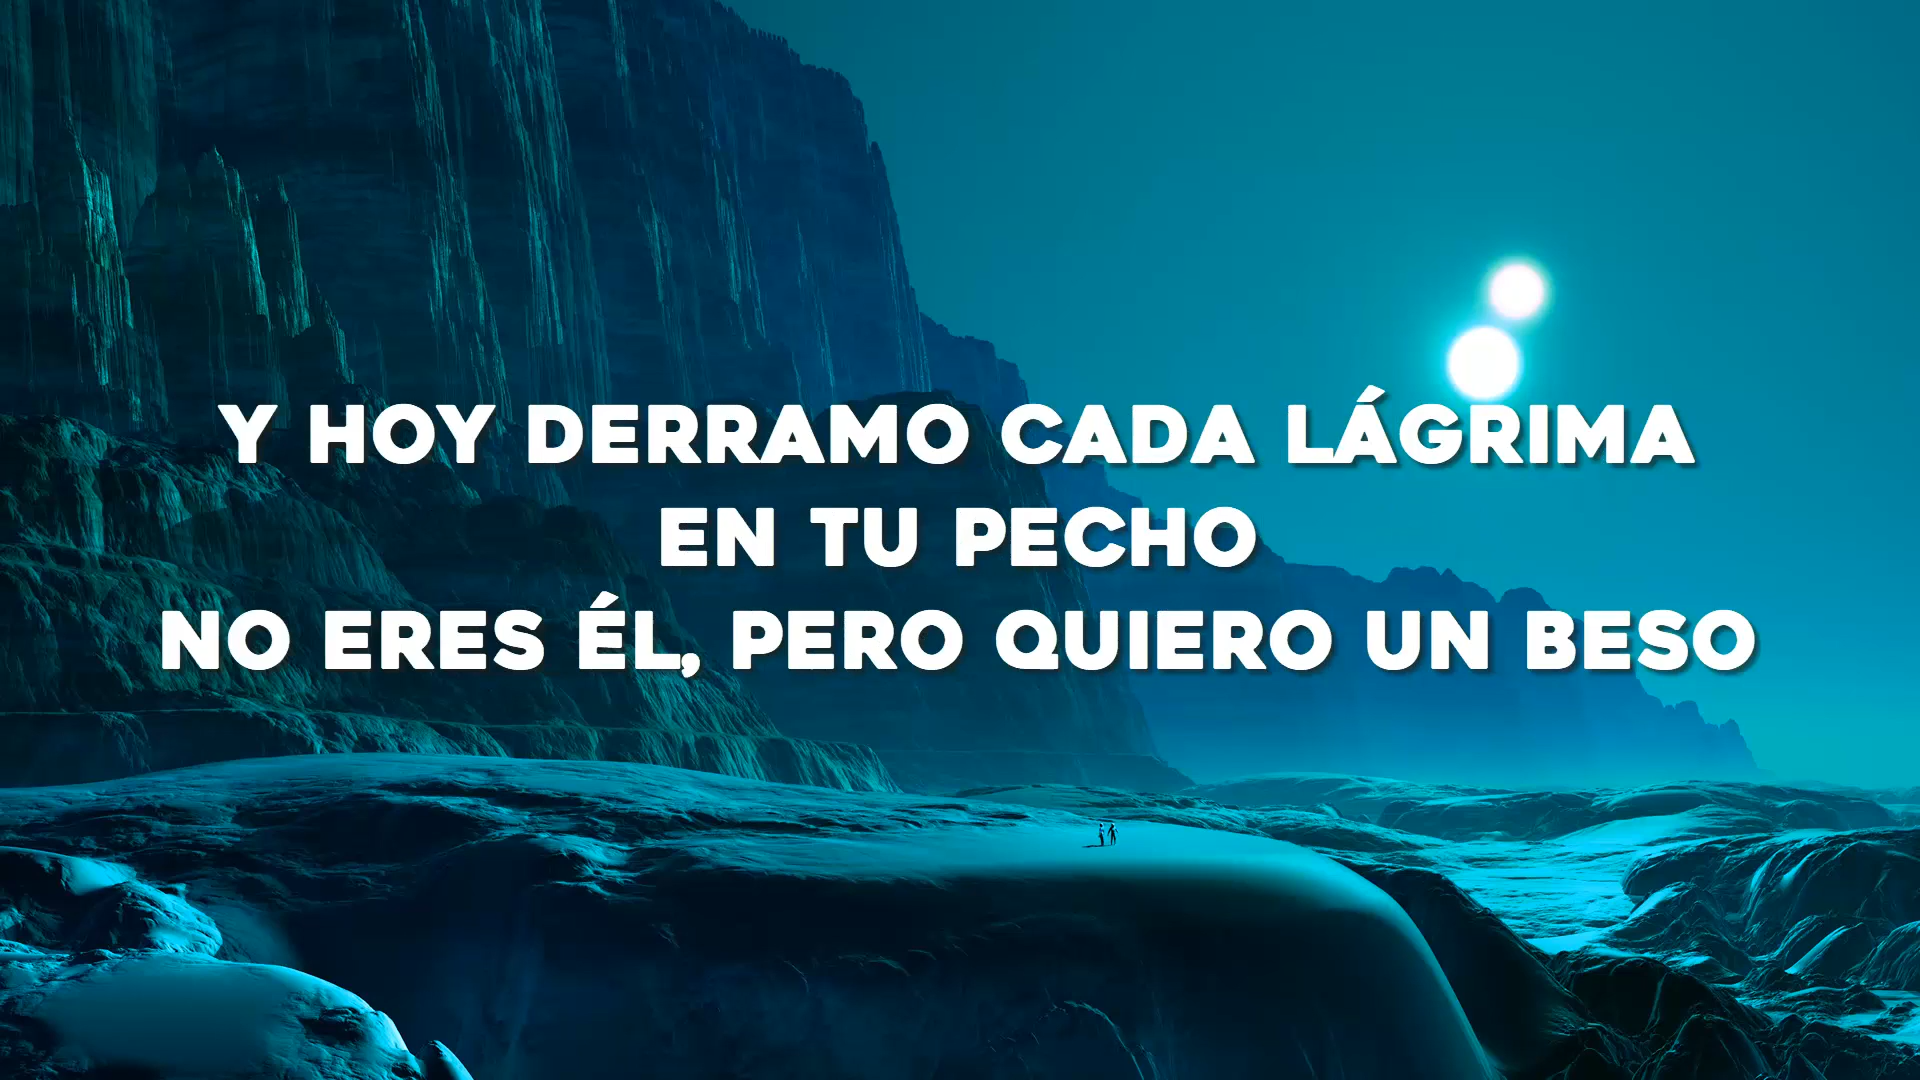 Y HOY DERRAMO CADA LÁGRIMA
EN TU PECHO
NO ERES ÉL, PERO QUIERO UN BESO